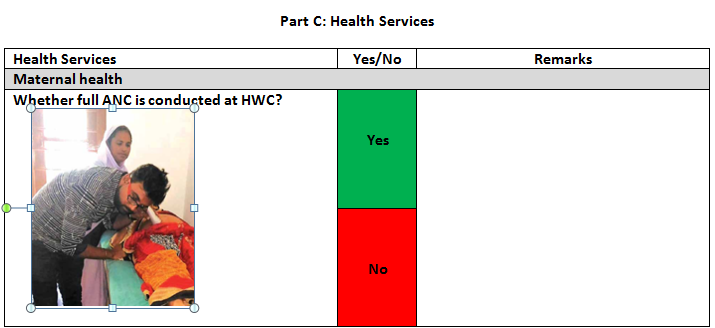 Part C: Health Services
Health Services Yes/No Remarks
Maternal health
Whether full ANC is conducted at HWC?
Yes
No